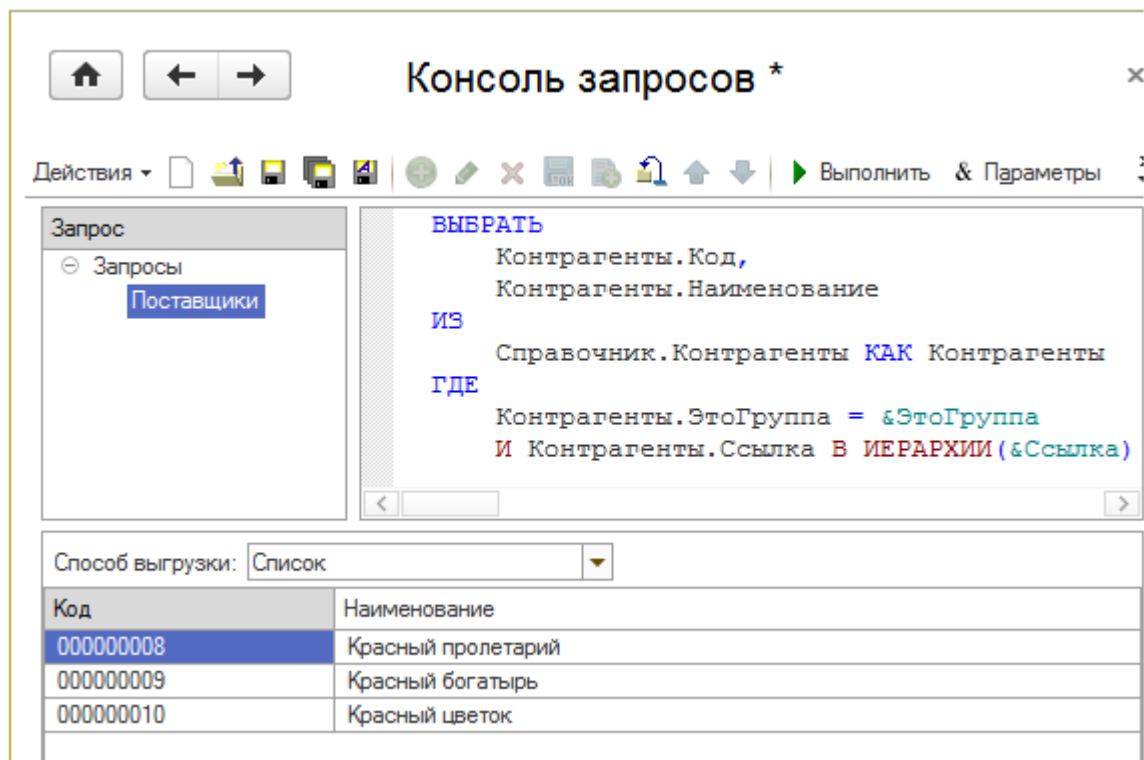 Консоль запросов *
Действия Выполнить & Параметры
Запрос
Запросы
Поставщики
ВЫБРАТЬ
Контрагенты.Код,
Контрагенты.Наименование
ИЗ
Справочник.Контрагенты КАК Контрагенты
ГДЕ
Контрагенты.ЭтоГруппа = &ЭтоГруппа
И Контрагенты.Ссылка В ИЕРАРХИИ(&Ссылка)
Способ выгрузки: Список
Код Наименование
000000008 Красный пролетарий
000000009 Красный богатырь
000000010 Красный цветок